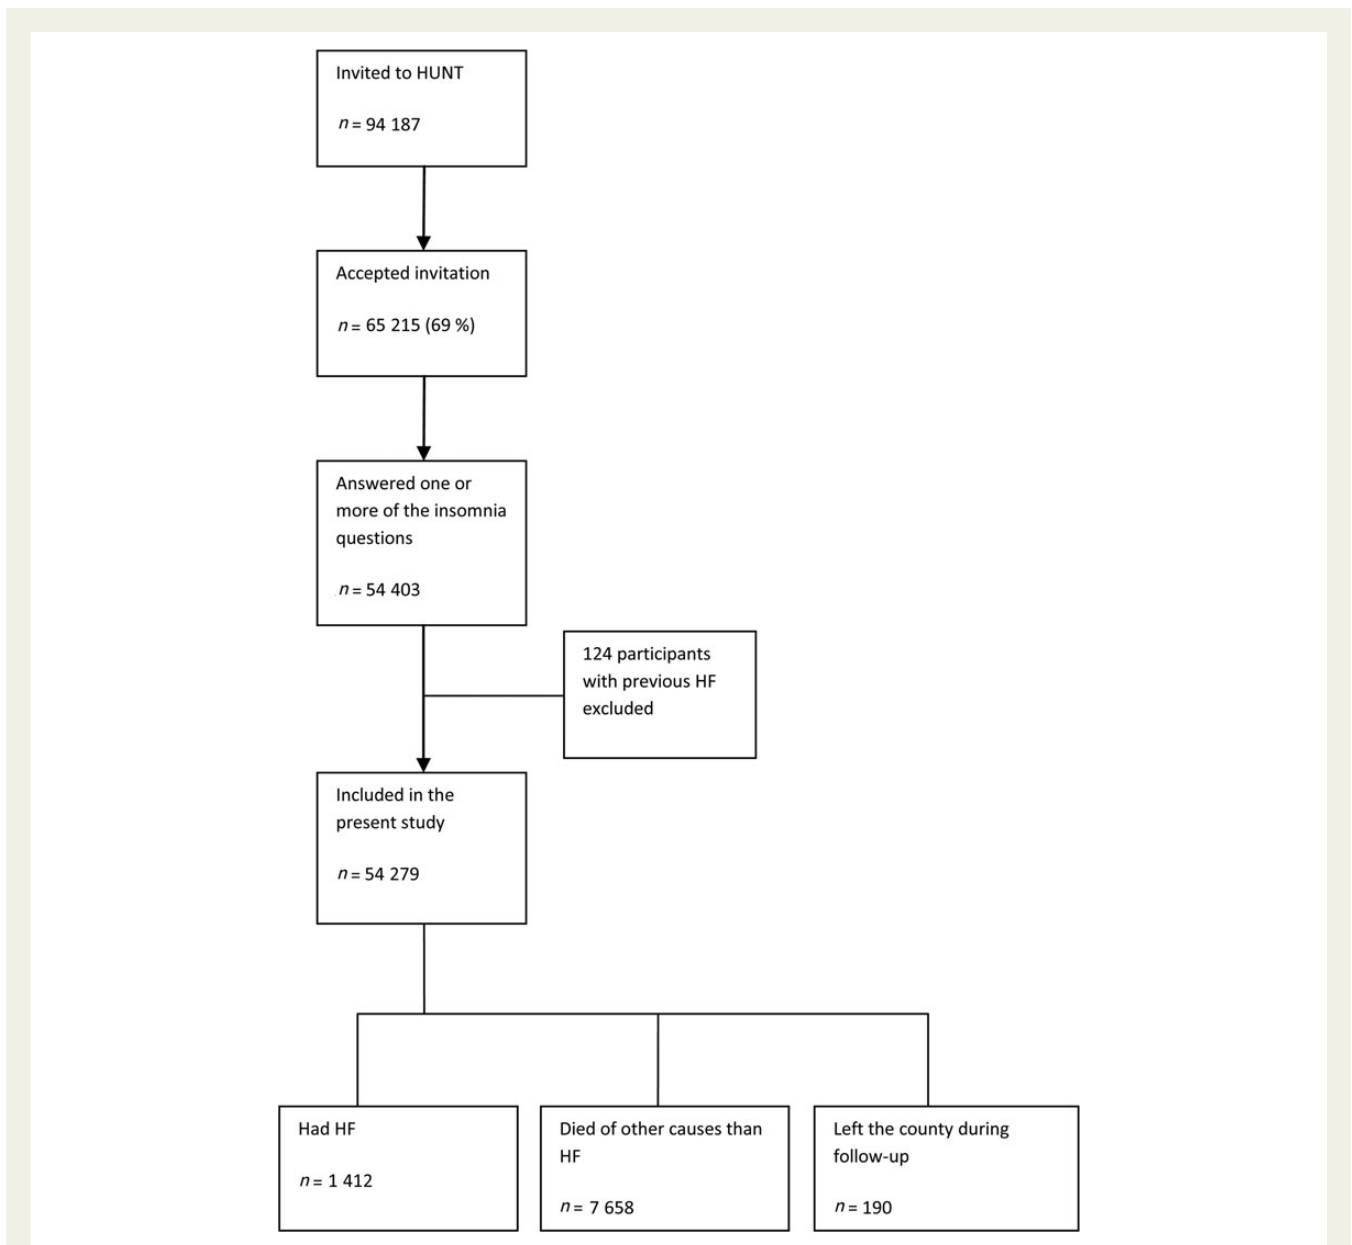 Invited to HUNT
n = 94 187
Accepted invitation
n = 65 215 (69 %)
Answered one or
more of the insomnia
questions
n = 54 403
124 participants
with previous HF
excluded
Included in the
present study
n = 54 279
Had HF
n = 1 412
Died of other causes than
HF
n = 7 658
Left the county during
follow-up
n = 190